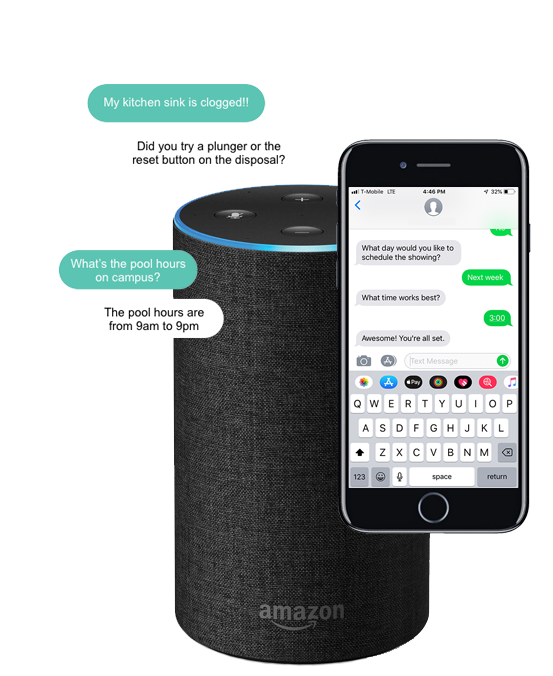 My kitchen sink is clogged!!
Did you try a plunger or the
reset button on the disposal?
What's the pool hours
on campus?
The pool hours are
from 9am to 9pm
T-Mobile LTE 4:46 PM 32%
What day would you like to
schedule the showing?
Next week
What time works best?
3:00
Awesome! You're all set.
Text Message
Pay
Q W E R T Y U I O P
A S D F G H J K L
Z X C V B N M
123 space return
amazon